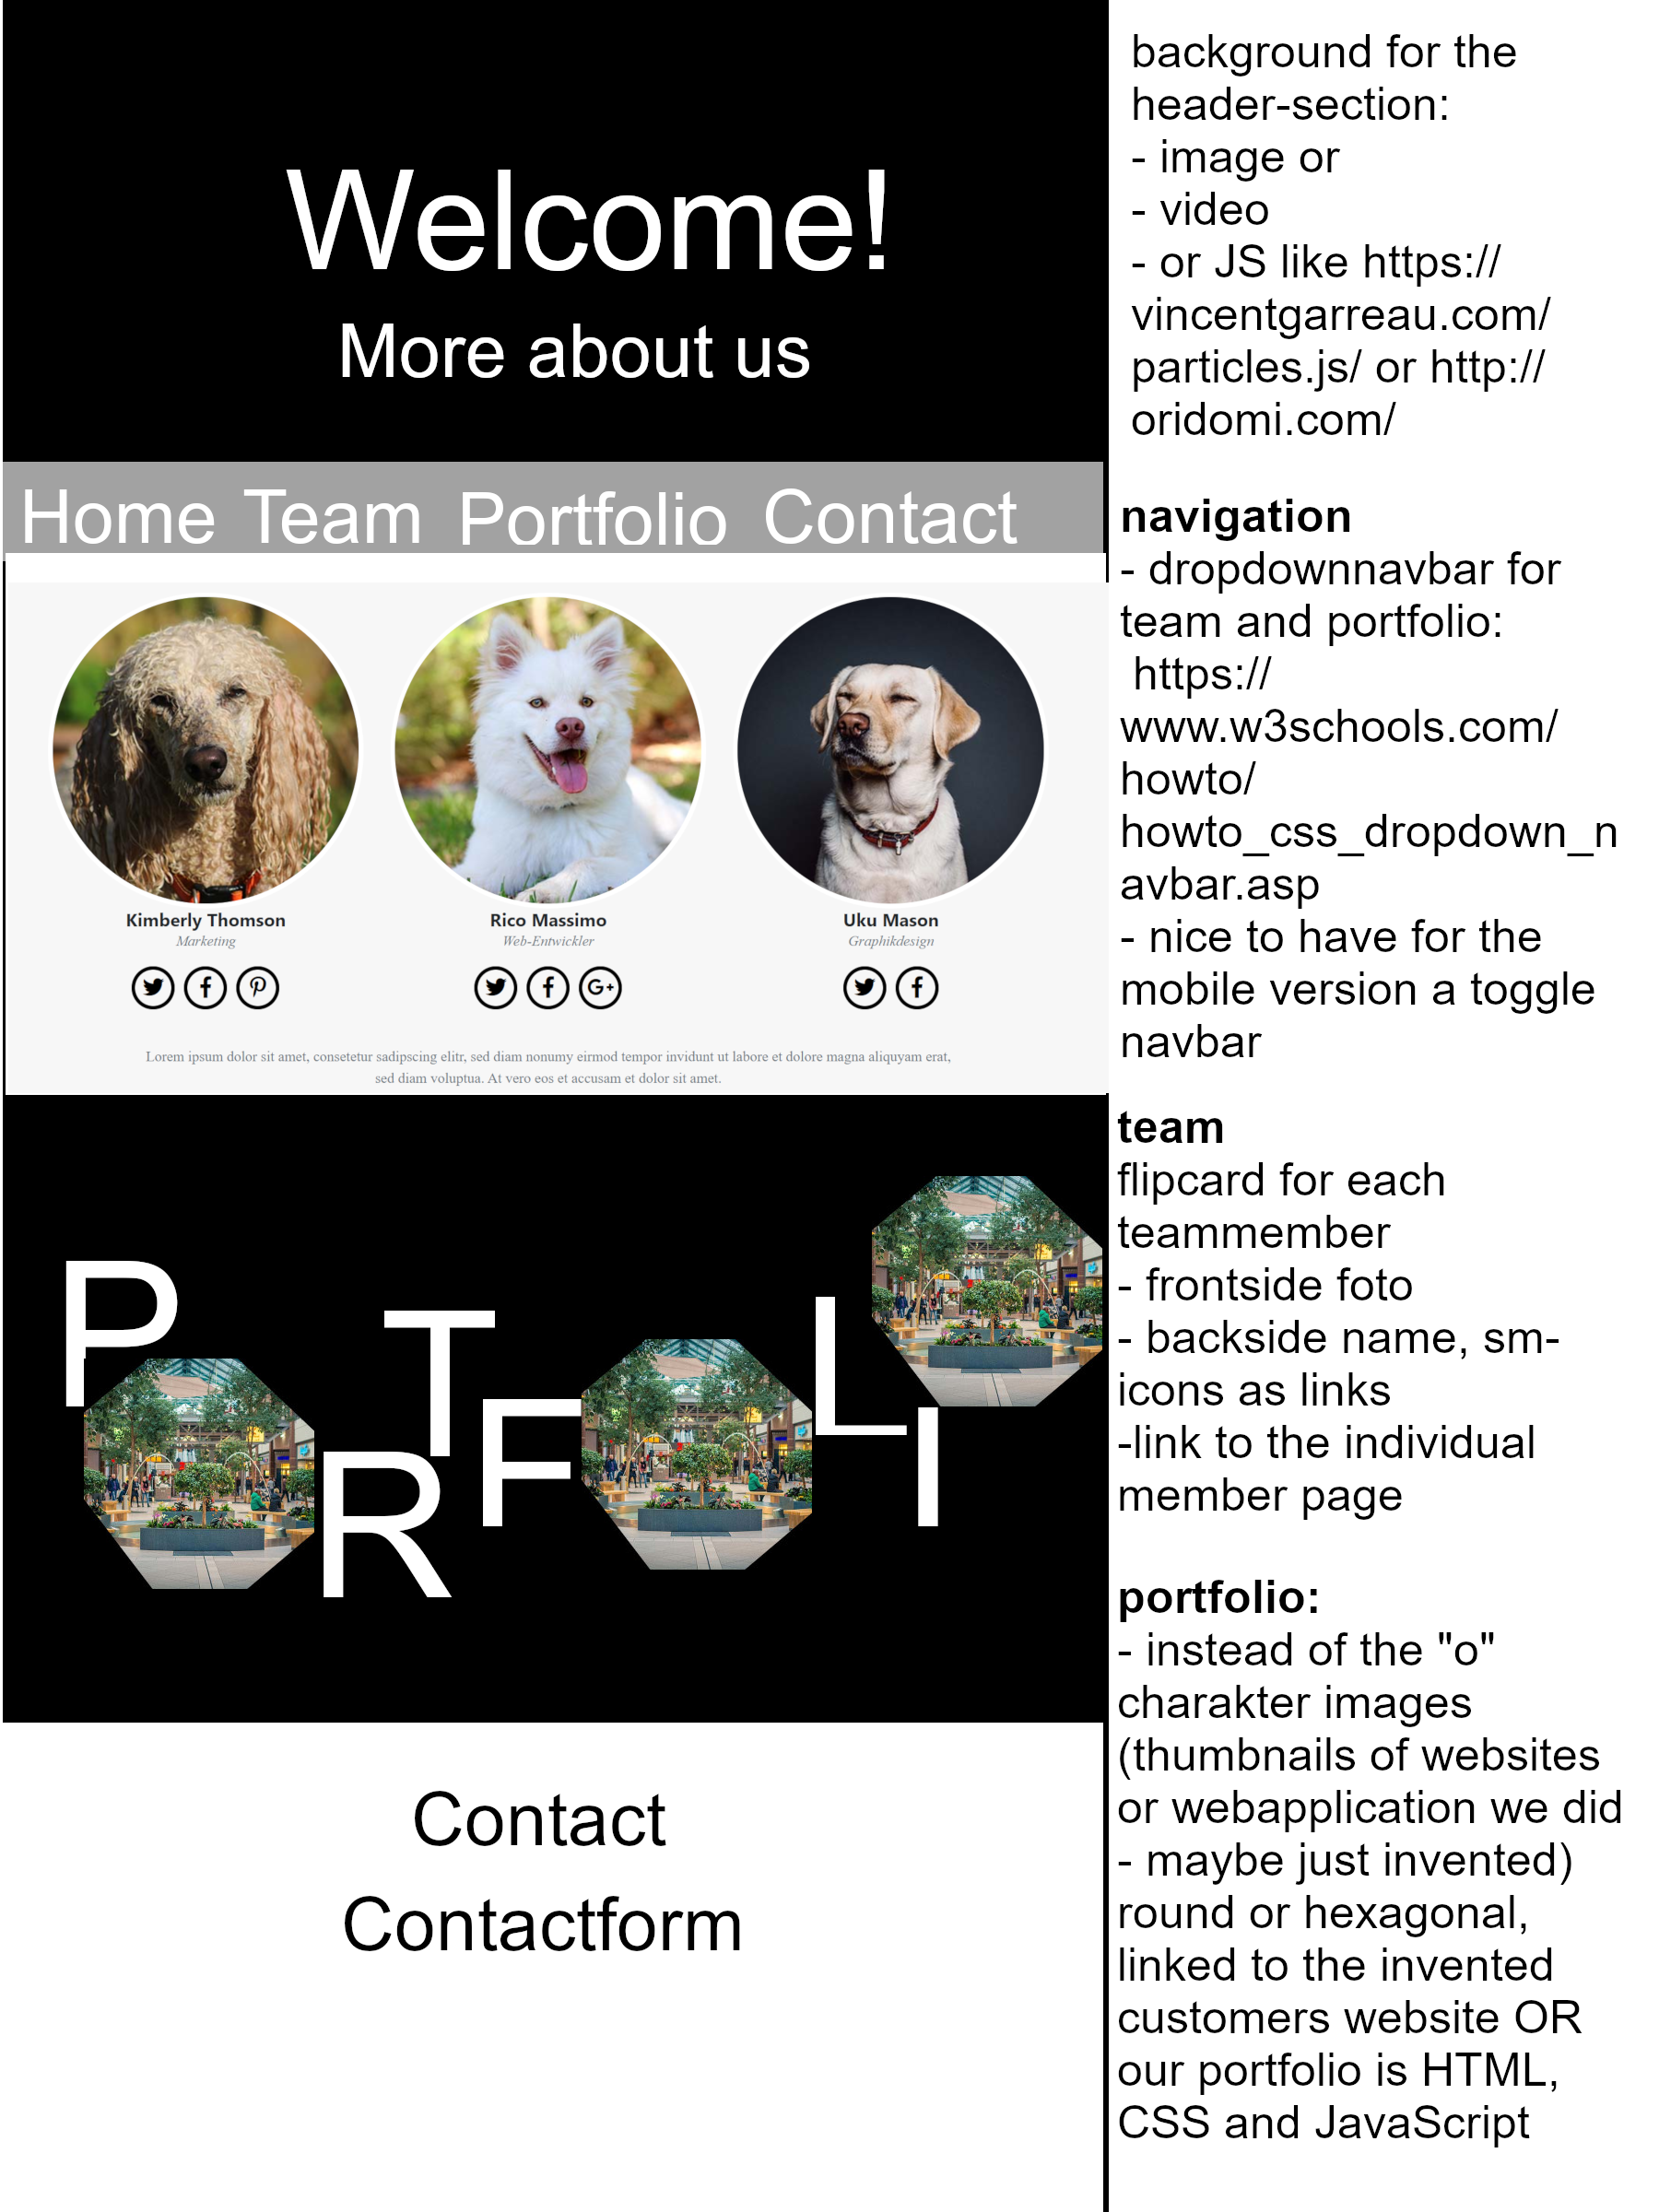 Welcome!
More about us
Home Team Portfolio Contact
Kimberly Thomson
Marketing
Rico Massimo
Web-Entwickler
Uku Mason
Graphikdesign
G+
Lorem ipsum dolor sit amet, consetetur sadipscing elitr, sed diam nonumy eirmod tempor invidunt ut labore et dolore magna aliquyam erat,
sed diam voluptua. At vero eos et accusam et dolor sit amet.
P R T F L I
Contact
Contactform
background for the
header-section:
- image or
- video
- or JS like https://
vincentgarreau.com/
particles.js/ or http://
oridomi.com/
navigation
- dropdownnavbar for
team and portfolio:
https://
www.w3schools.com/
howto/
howto_css_dropdown_n
avbar.asp
- nice to have for the
mobile version a toggle
navbar
team
flipcard for each
teammember
- frontside foto
- backside name, sm-
icons as links
-link to the individual
member page
portfolio:
- instead of the "o"
charakter images
(thumbnails of websites
or webapplication we did
- maybe just invented)
round or hexagonal,
linked to the invented
customers website OR
our portfolio is HTML,
CSS and JavaScript